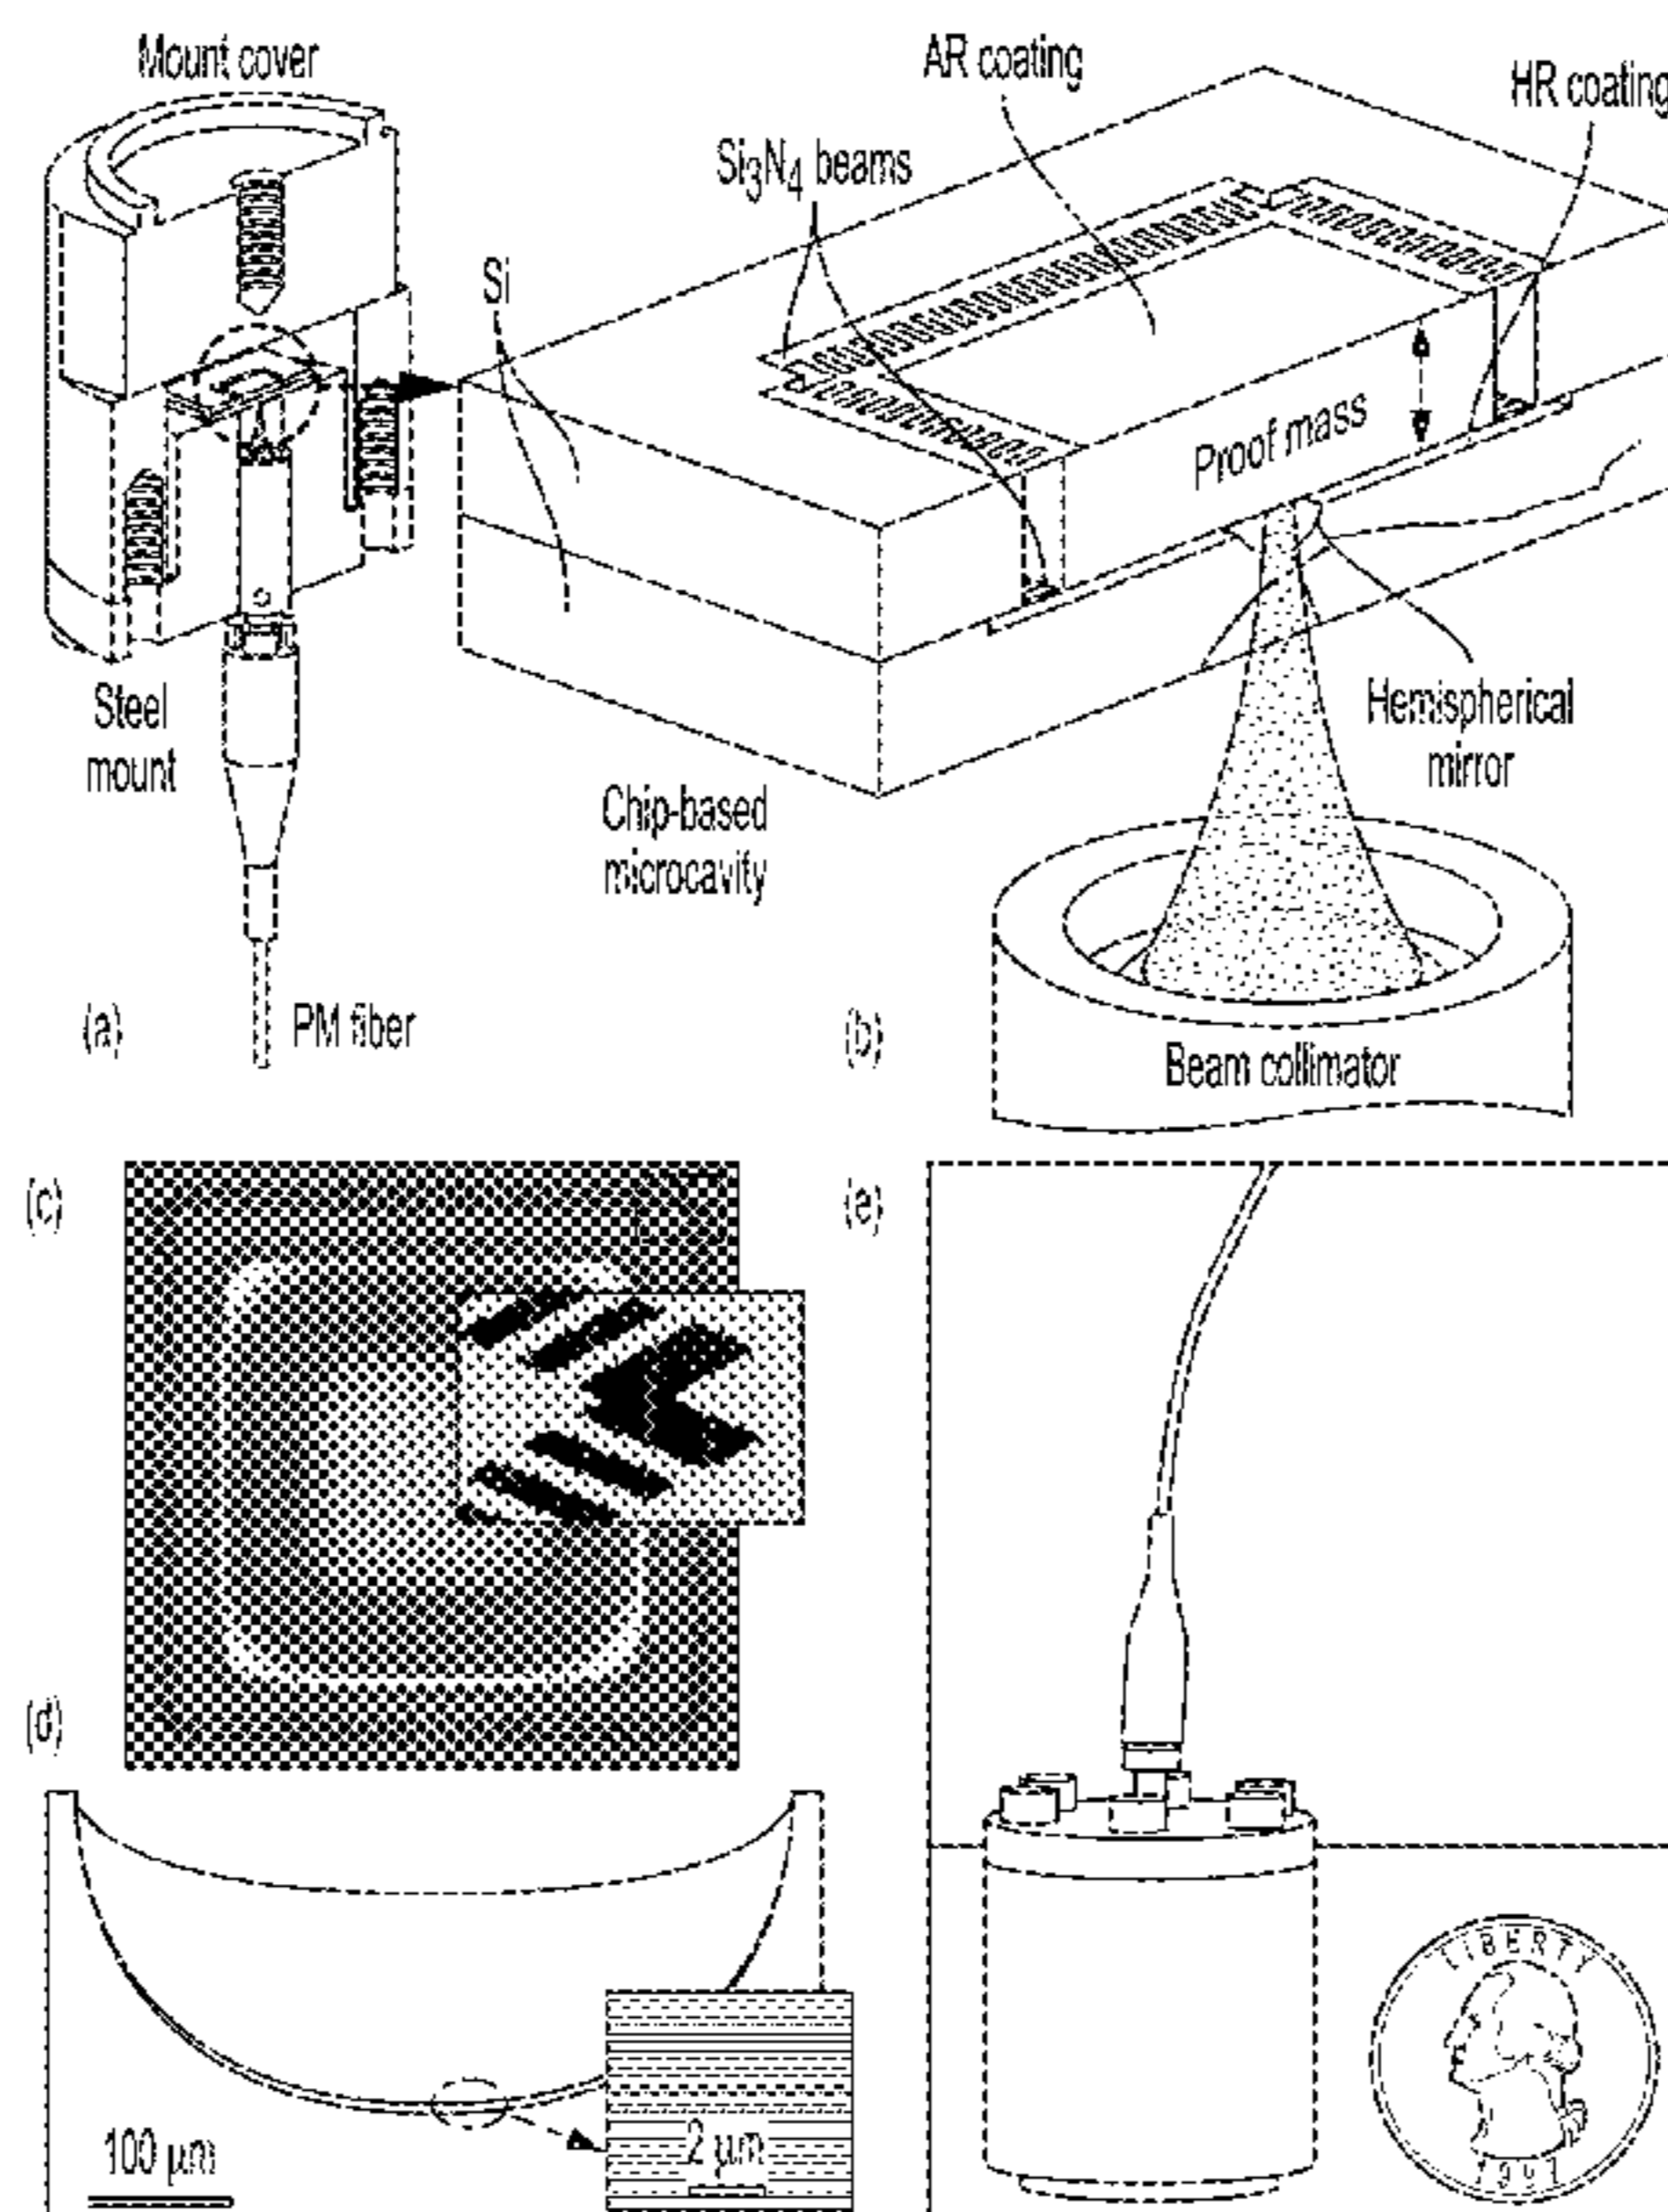 Mount cover
AR coating
HR coating
Si3N4 beams
Si
Proof mass
Steel
mount
Hemispherical
mirror
Chip-based
microcavity
(a)
PM fiber
(b)
Beam collimator
(c)
(e)
(d)
100 µm
2 µm
LIBERTY